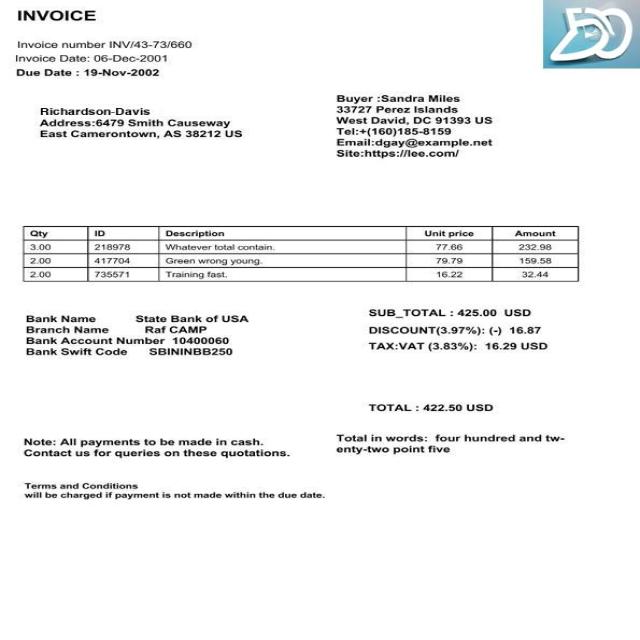 INVOICE
Invoice number INV/43-73/660
Invoice Date: 06-Dec-2001
Due Date : 19-Nov-2002
Richardson-Davis
Address:6479 Smith Causeway
East Camerontown, AS 38212 US
Buyer :Sandra Miles
33727 Perez Islands
West David, DC 91393 US
Tel:+(160)185-8159
Email:dgay@example.net
Site:https://lee.com/
Qty ID Description Unit price Amount
3.00 218978 Whatever total contain. 77.66 232.98
2.00 417704 Green wrong young. 79.79 159.58
2.00 735571 Training fast. 16.22 32.44
Bank Name State Bank of USA
Branch Name Raf CAMP
Bank Account Number 10400060
Bank Swift Code SBININBB250
SUB_TOTAL : 425.00 USD
DISCOUNT(3.97%): (-) 16.87
TAX:VAT (3.83%): 16.29 USD
TOTAL : 422.50 USD
Note: All payments to be made in cash.
Contact us for queries on these quotations.
Total in words: four hundred and tw-
enty-two point five
Terms and Conditions
will be charged if payment is not made within the due date.